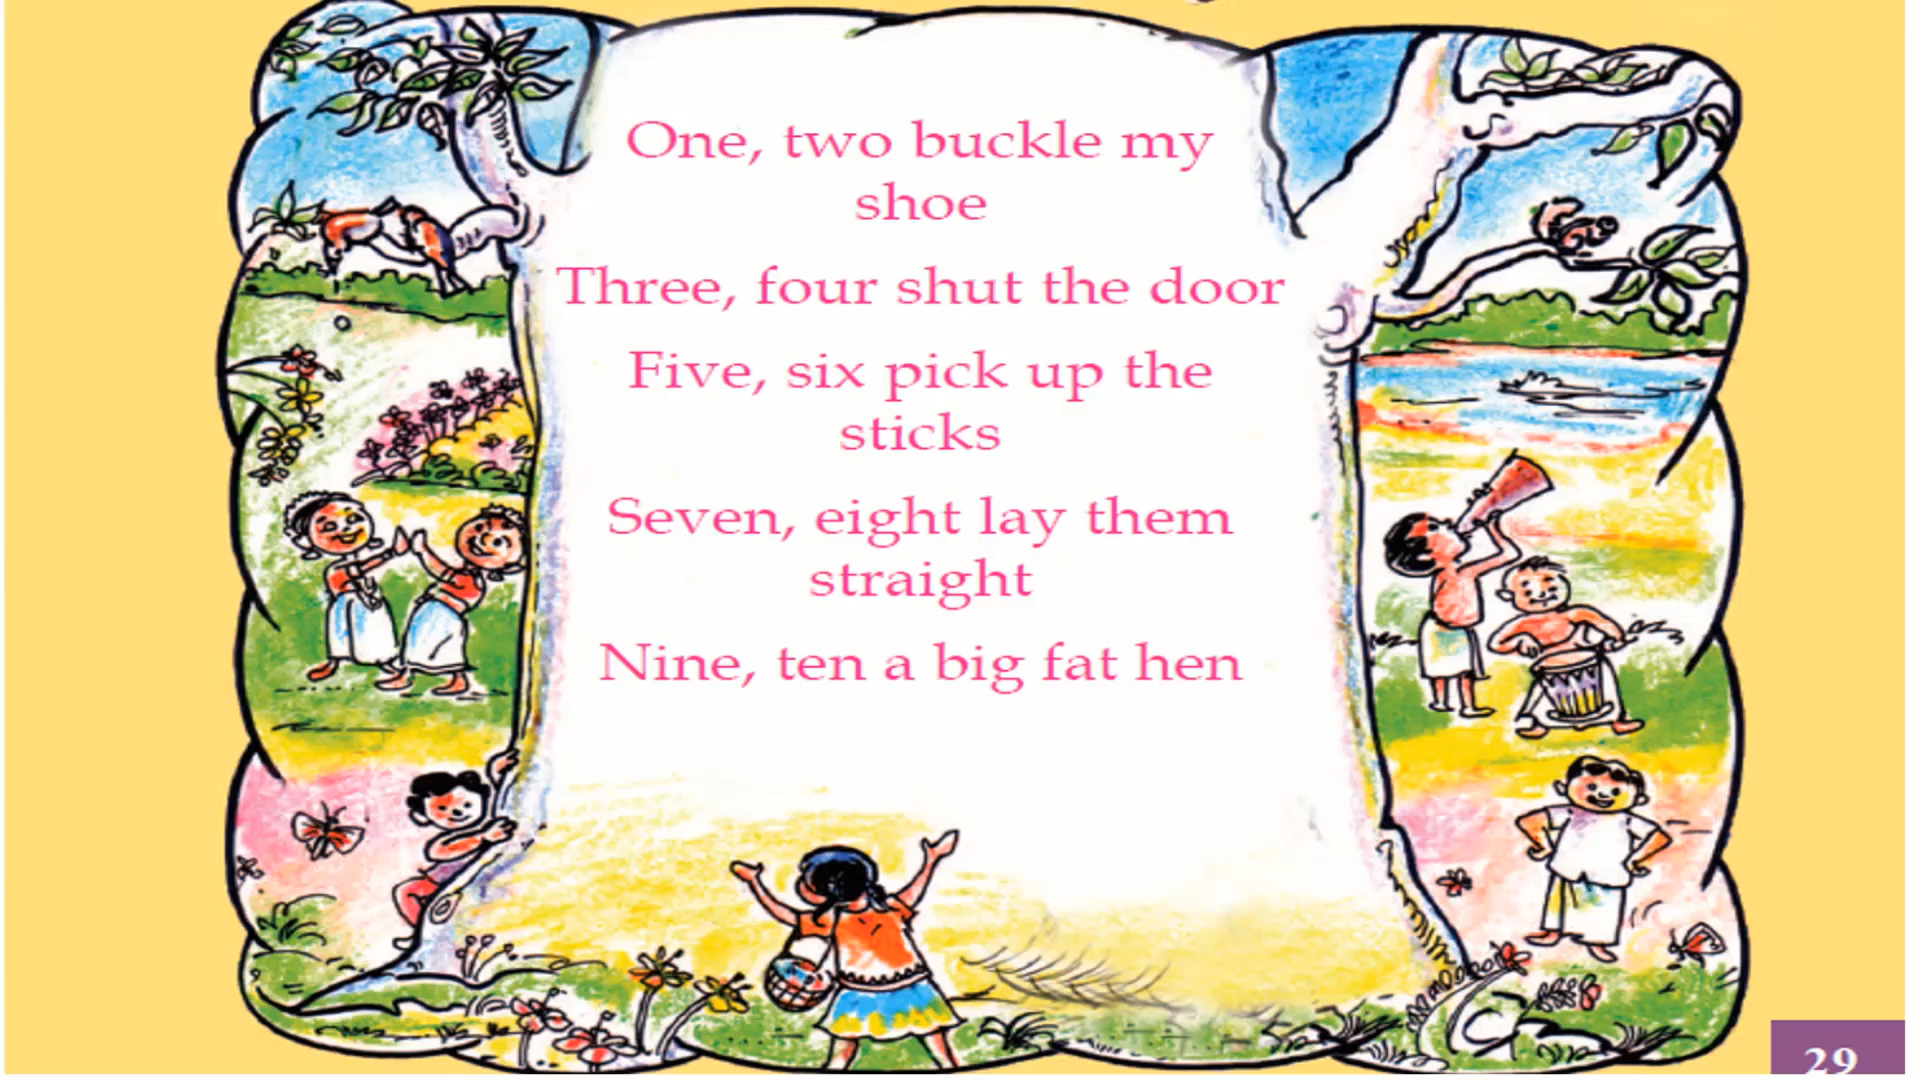 One, two buckle my
shoe
Three, four shut the door
Five, six pick up the
sticks
Seven, eight lay them
straight
Nine, ten a big fat hen
29